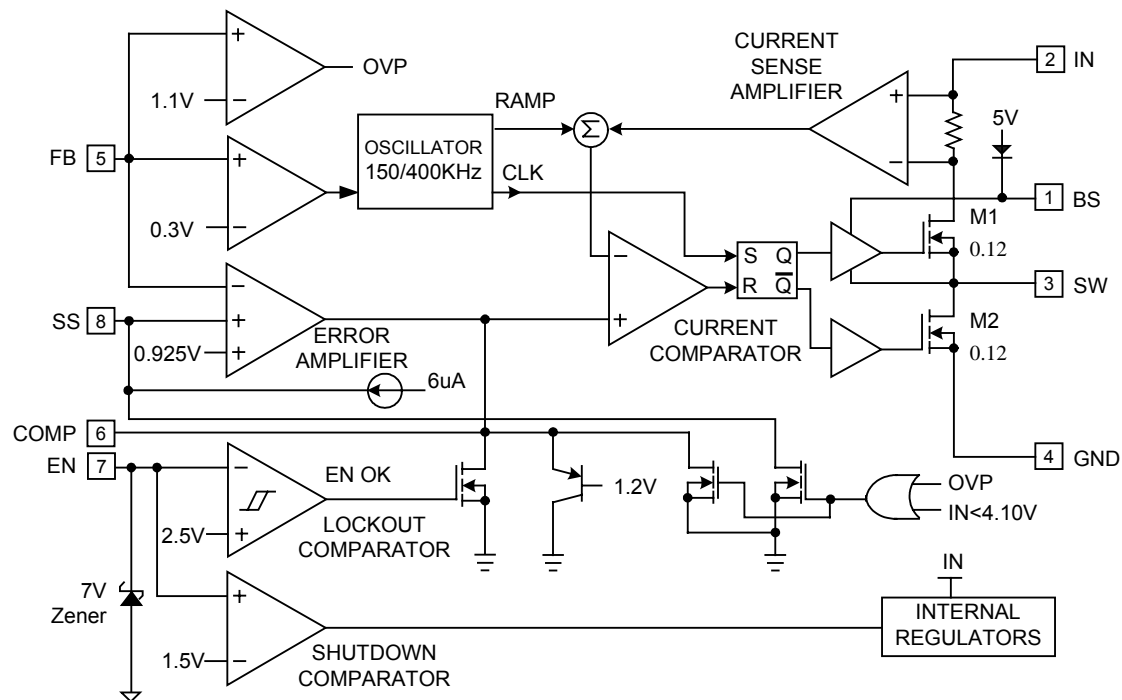 CURRENT
SENSE
AMPLIFIER
2 IN
+
OVP
1.1V
−
RAMP
+
−
5V
FB 5
+
OSCILLATOR
150/400KHz
Σ
CLK
1 BS
0.3V
−
M1
0.12
−
S Q
R Q̅
+
CURRENT
COMPARATOR
3 SW
−
SS 8
+
0.925V
+
ERROR
AMPLIFIER
M2
0.12
6uA
COMP 6
EN 7
−
EN OK
2.5V
+
LOCKOUT
COMPARATOR
1.2V
4 GND
OVP
IN<4.10V
7V
Zener
+
1.5V
−
SHUTDOWN
COMPARATOR
IN
INTERNAL
REGULATORS